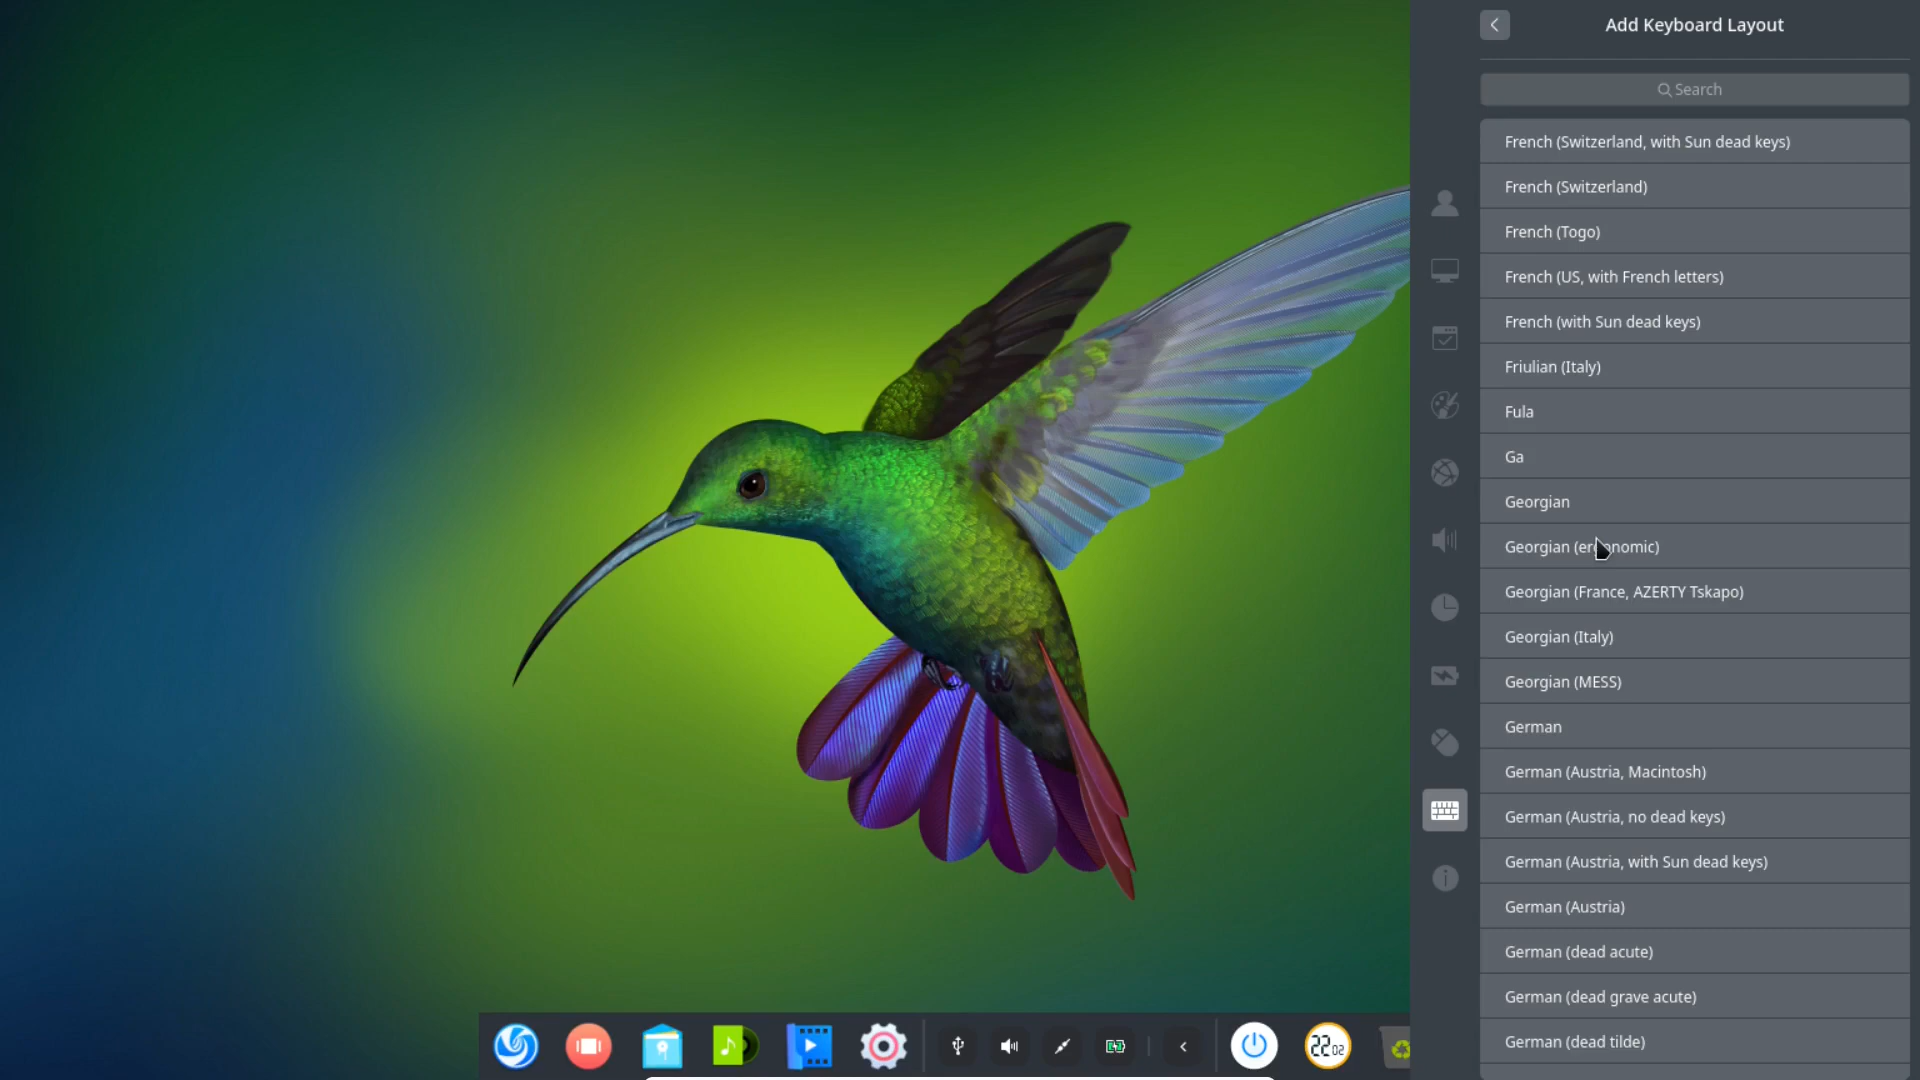 Add Keyboard Layout
Search
French (Switzerland, with Sun dead keys)
French (Switzerland)
French (Togo)
French (US, with French letters)
French (with Sun dead keys)
Friulian (Italy)
Fula
Ga
Georgian
Georgian (ergonomic)
Georgian (France, AZERTY Tskapo)
Georgian (Italy)
Georgian (MESS)
German
German (Austria, Macintosh)
German (Austria, no dead keys)
German (Austria, with Sun dead keys)
German (Austria)
German (dead acute)
German (dead grave acute)
German (dead tilde)
22 02